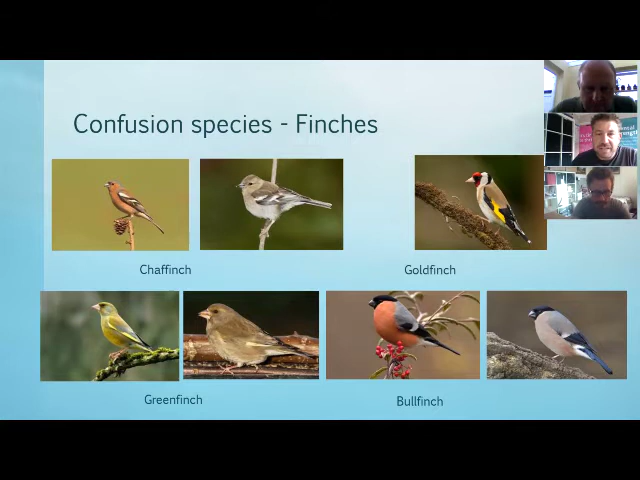 Confusion species - Finches
Chaffinch
Goldfinch
Greenfinch
Bullfinch